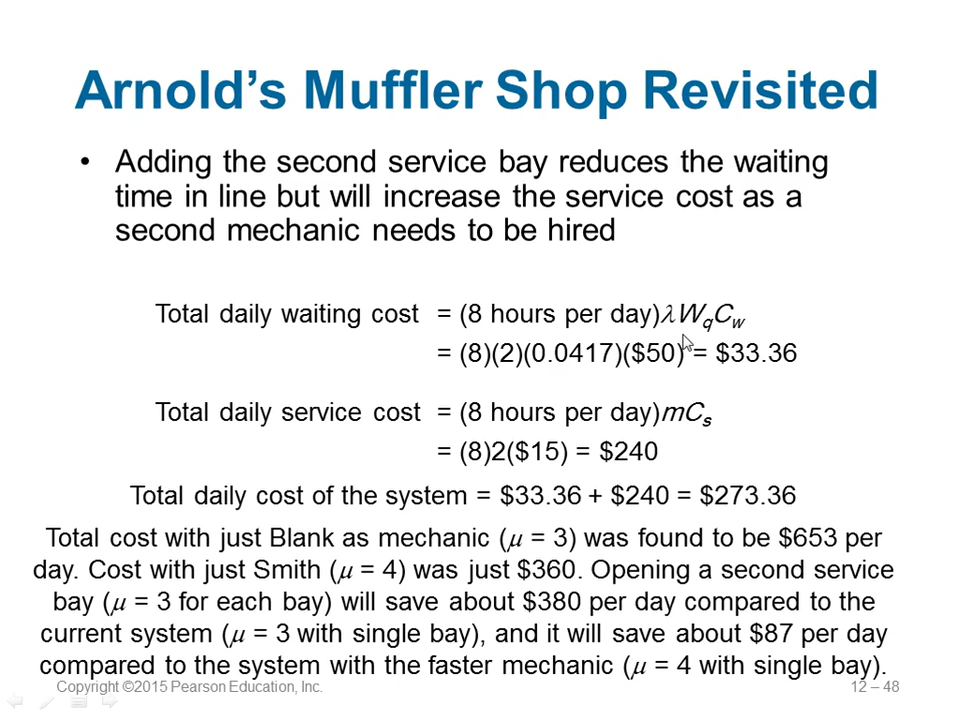 Arnold's Muffler Shop Revisited
• Adding the second service bay reduces the waiting
time in line but will increase the service cost as a
second mechanic needs to be hired
Total daily waiting cost = (8 hours per day)λWqCw
= (8)(2)(0.0417)($50) = $33.36
Total daily service cost = (8 hours per day)mCs
= (8)2($15) = $240
Total daily cost of the system = $33.36 + $240 = $273.36
Total cost with just Blank as mechanic (μ = 3) was found to be $653 per
day. Cost with just Smith (μ = 4) was just $360. Opening a second service
bay (μ = 3 for each bay) will save about $380 per day compared to the
current system (μ = 3 with single bay), and it will save about $87 per day
compared to the system with the faster mechanic (μ = 4 with single bay).
Copyright ©2015 Pearson Education, Inc. 12 – 48